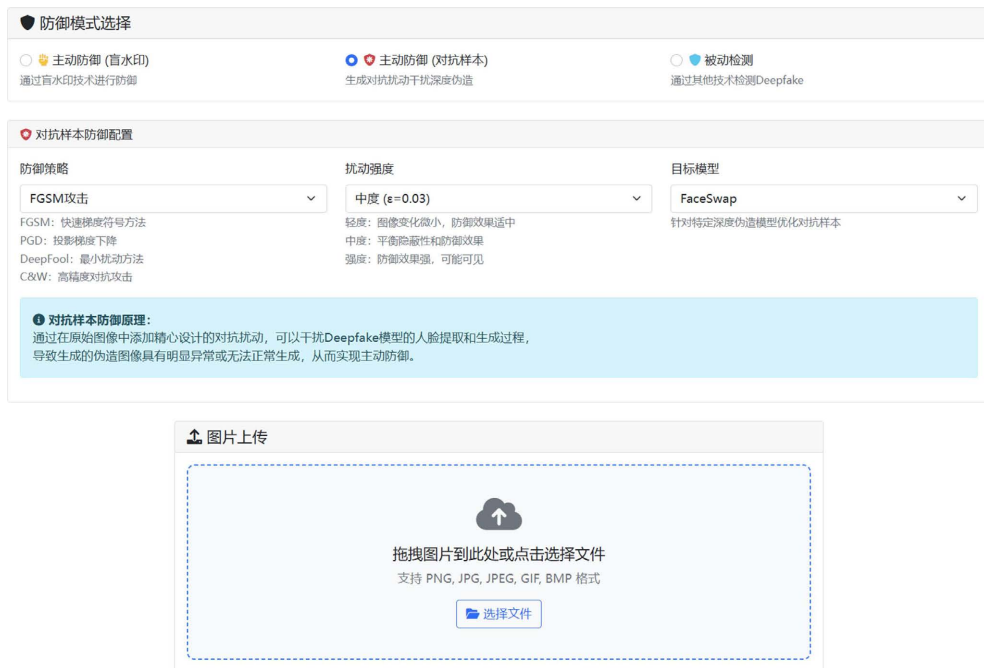 防御模式选择
主动防御 (盲水印)
通过盲水印技术进行防御
主动防御 (对抗样本)
生成对抗扰动干扰深度伪造
被动检测
通过其他技术检测Deepfake
对抗样本防御配置
防御策略
FGSM攻击
FGSM：快速梯度符号方法
PGD：投影梯度下降
DeepFool：最小扰动方法
C&W：高精度对抗攻击
扰动强度
中度 (ε=0.03)
轻度：图像变化微小，防御效果适中
中度：平衡隐蔽性和防御效果
强度：防御效果强，可能可见
目标模型
FaceSwap
针对特定深度伪造模型优化对抗样本
对抗样本防御原理：
通过在原始图像中添加精心设计的对抗扰动，可以干扰Deepfake模型的人脸提取和生成过程，
导致生成的伪造图像具有明显异常或无法正常生成，从而实现主动防御。
图片上传
拖拽图片到此处或点击选择文件
支持 PNG, JPG, JPEG, GIF, BMP 格式
选择文件